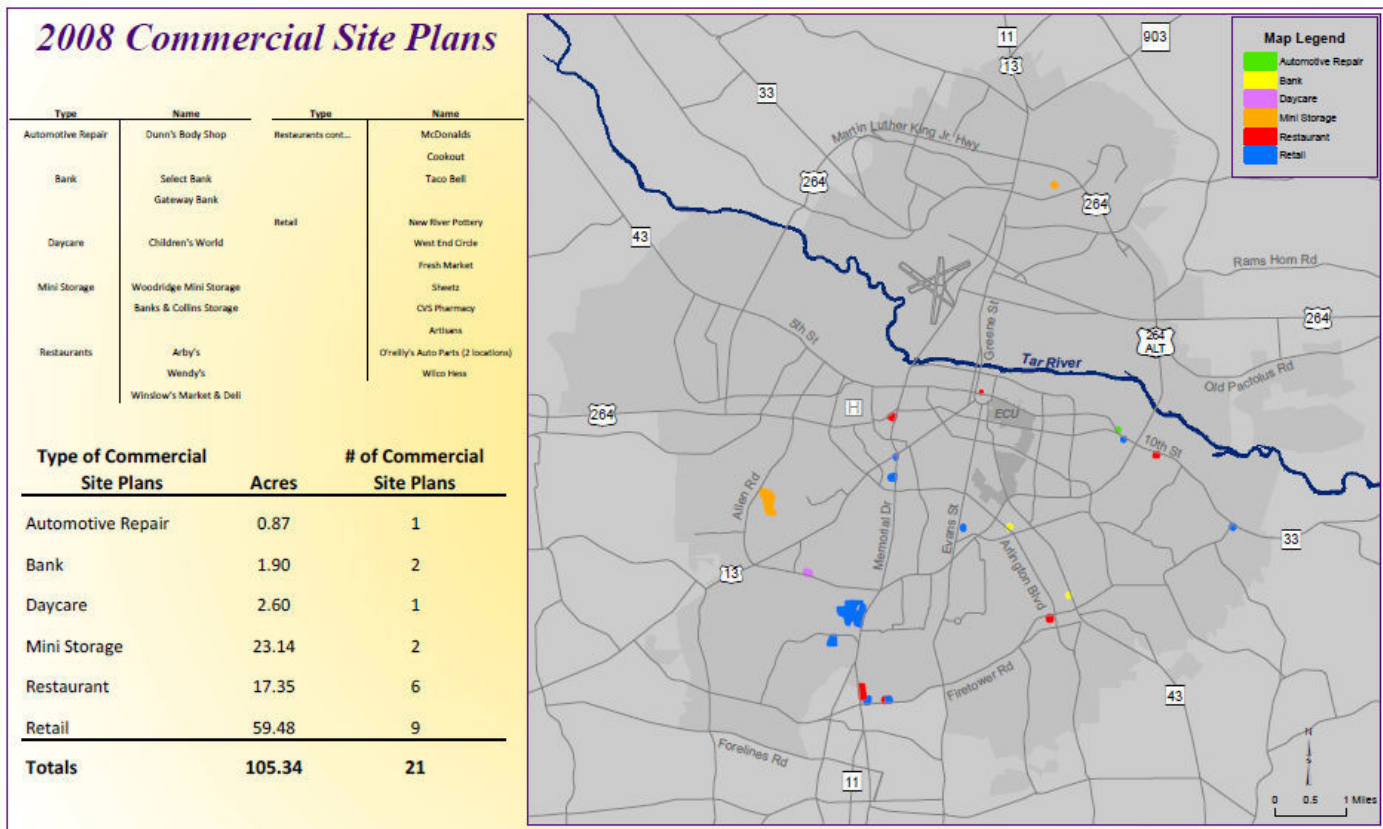 2008 Commercial Site Plans
Type Name Type Name
Automotive Repair Dunn's Body Shop Restaurants cont... McDonalds
Cookout
Bank Select Bank Taco Bell
Gateway Bank
Retail New River Pottery
Daycare Children's World West End Circle
Fresh Market
Mini Storage Woodridge Mini Storage Sheetz
Banks & Collins Storage CVS Pharmacy
Artisans
Restaurants Arby's O'reilly's Auto Parts (2 locations)
Wendy's Wilco Hess
Winslow's Market & Deli
Type of Commercial # of Commercial
Site Plans Acres Site Plans
Automotive Repair 0.87 1
Bank 1.90 2
Daycare 2.60 1
Mini Storage 23.14 2
Restaurant 17.35 6
Retail 59.48 9
Totals 105.34 21
Map Legend
Automotive Repair
Bank
Daycare
Mini Storage
Restaurant
Retail
11
13
903
33
Martin Luther King Jr. Hwy
264
264
43
Rams Horn Rd
264
5th St
Greene St
264
ALT
Tar River
Old Pactolus Rd
264
H
ECU
10th St
Allen Rd
Memorial Dr
Evans St
Arlington Blvd
33
13
Firetower Rd
43
Forelines Rd
11
N
0 0.5 1 Miles